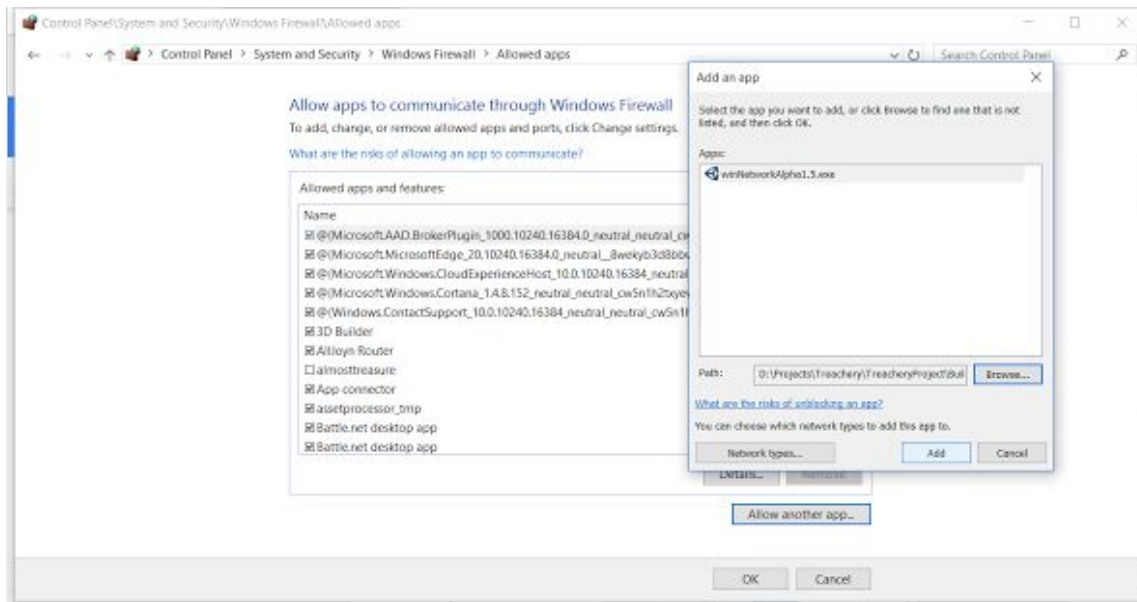 Control Panel\System and Security\Windows Firewall\Allowed apps
Control Panel > System and Security > Windows Firewall > Allowed apps
Search Control Panel
Allow apps to communicate through Windows Firewall
To add, change, or remove allowed apps and ports, click Change settings.
What are the risks of allowing an app to communicate?
Allowed apps and features:
Name
@{Microsoft.AAD.BrokerPlugin_1000.10240.16384.0_neutral_neutral_cw
@{Microsoft.MicrosoftEdge_20.10240.16384.0_neutral__8wekyb3d8bbw
@{Microsoft.Windows.CloudExperienceHost_10.0.10240.16384_neutral
@{Microsoft.Windows.Cortana_1.4.8.152_neutral_neutral_cw5n1h2txyew
@{Windows.ContactSupport_10.0.10240.16384_neutral_neutral_cw5n1h
3D Builder
AllJoyn Router
almosttreasure
App connector
assetprocessor_tmp
Battle.net desktop app
Battle.net desktop app
Details...
Remove
Allow another app...
OK
Cancel
Add an app
Select the app you want to add, or click Browse to find one that is not
listed, and then click OK.
Apps:
winNetworkAlpha1.5.exe
Path: D:\Projects\Treachery\TreacheryProject\Buil Browse...
What are the risks of unblocking an app?
You can choose which network types to add this app to.
Network types... Add Cancel